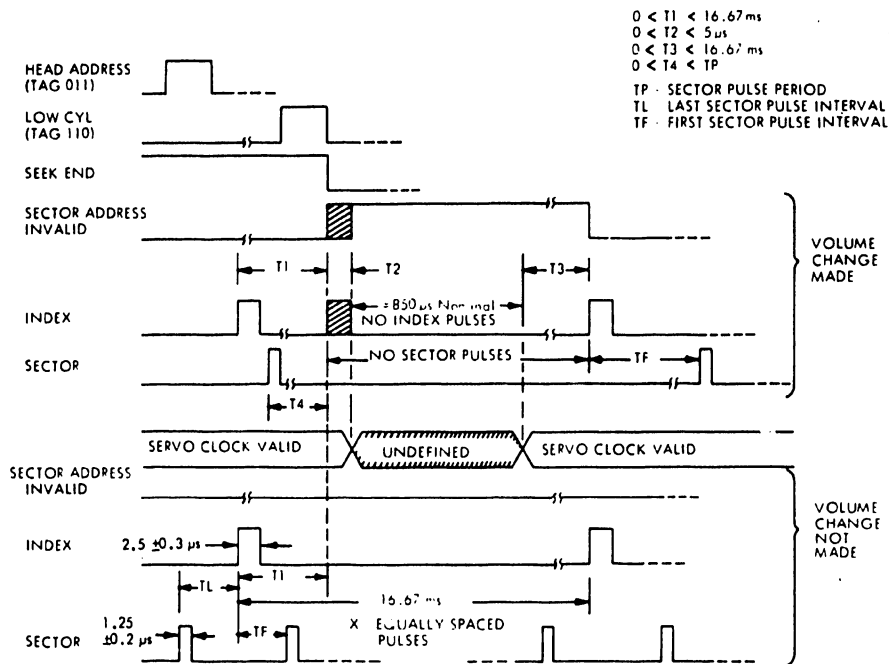 0 < T1 < 16.67ms
0 < T2 < 5µs
0 < T3 < 16.67 ms
0 < T4 < TP
TP - SECTOR PULSE PERIOD
TL LAST SECTOR PULSE INTERVAL
TF - FIRST SECTOR PULSE INTERVAL
HEAD ADDRESS
(TAG 011)
LOW CYL
(TAG 110)
SEEK END
SECTOR ADDRESS
INVALID
T1
T2
T3
VOLUME
CHANGE
MADE
≈850 µs Nominal
INDEX
NO INDEX PULSES
SECTOR
NO SECTOR PULSES
TF
T4
SERVO CLOCK VALID
UNDEFINED
SERVO CLOCK VALID
SECTOR ADDRESS
INVALID
INDEX
2.5 ±0.3 µs
VOLUME
CHANGE
NOT
MADE
TL
T1
16.67 ms
SECTOR
1.25
±0.2 µs
TF
X EQUALLY SPACED
PULSES